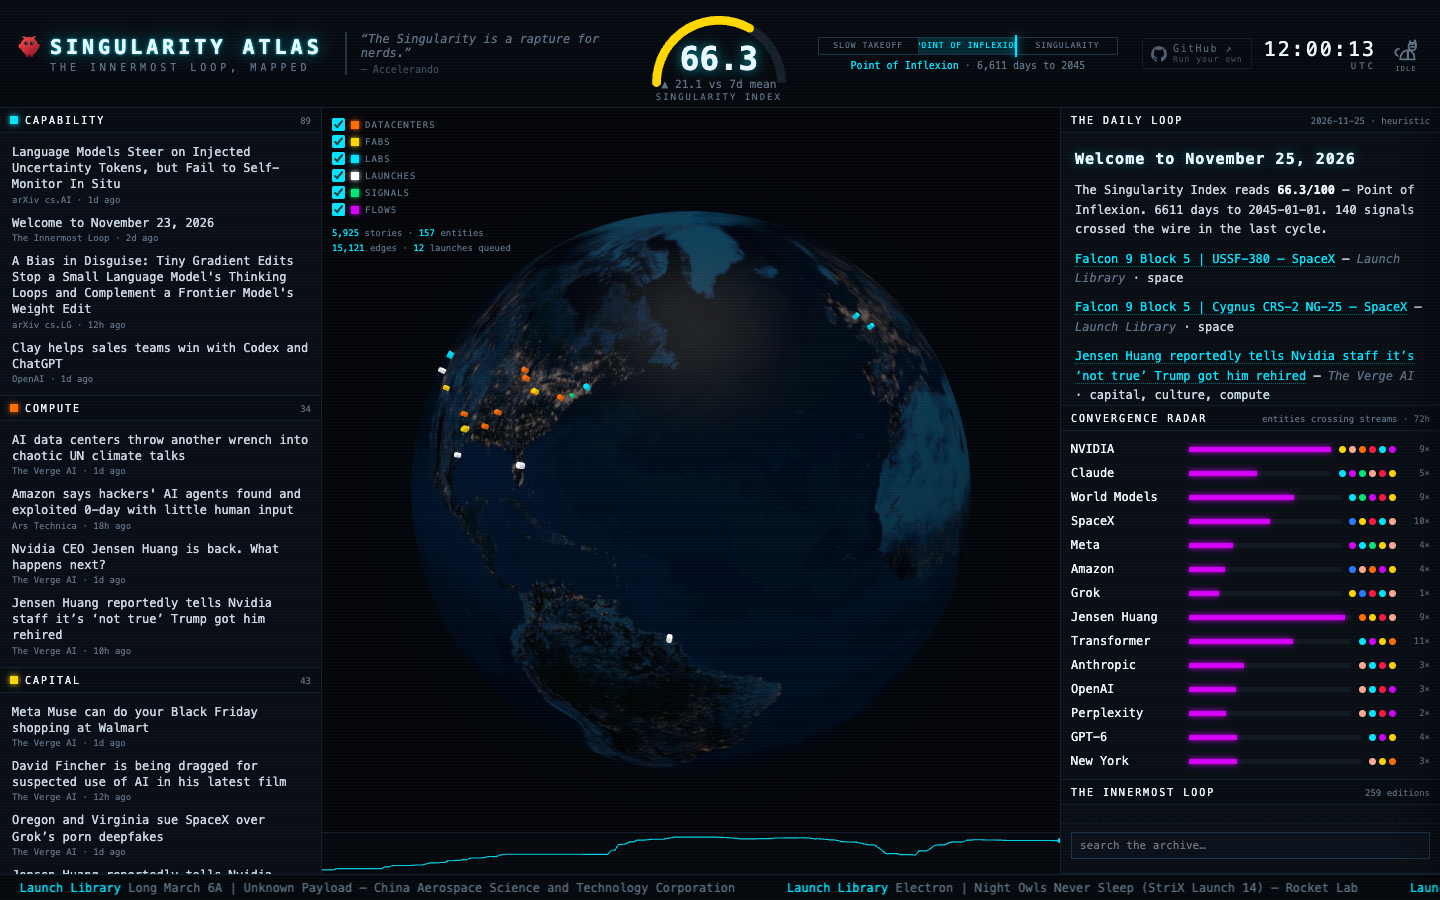 SINGULARITY ATLAS
THE INNERMOST LOOP, MAPPED
“The Singularity is a rapture for
nerds.”
— Accelerando
66.3
▲ 21.1 vs 7d mean
SINGULARITY INDEX
SLOW TAKEOFF
POINT OF INFLEXION
SINGULARITY
Point of Inflexion · 6,611 days to 2045
GitHub ↗
Run your own
12:00:13
UTC
IDLE
CAPABILITY 89
Language Models Steer on Injected
Uncertainty Tokens, but Fail to Self-
Monitor In Situ
arXiv cs.AI · 1d ago
Welcome to November 23, 2026
The Innermost Loop · 2d ago
A Bias in Disguise: Tiny Gradient Edits
Stop a Small Language Model's Thinking
Loops and Complement a Frontier Model's
Weight Edit
arXiv cs.LG · 12h ago
Clay helps sales teams win with Codex and
ChatGPT
OpenAI · 1d ago
COMPUTE 34
AI data centers throw another wrench into
chaotic UN climate talks
The Verge AI · 1d ago
Amazon says hackers' AI agents found and
exploited 0-day with little human input
Ars Technica · 18h ago
Nvidia CEO Jensen Huang is back. What
happens next?
The Verge AI · 1d ago
Jensen Huang reportedly tells Nvidia
staff it’s ‘not true’ Trump got him
rehired
The Verge AI · 10h ago
CAPITAL 43
Meta Muse can do your Black Friday
shopping at Walmart
The Verge AI · 1d ago
David Fincher is being dragged for
suspected use of AI in his latest film
The Verge AI · 12h ago
Oregon and Virginia sue SpaceX over
Grok’s porn deepfakes
The Verge AI · 1d ago
Jensen Huang reportedly tells Nvidia
DATACENTERS
FABS
LABS
LAUNCHES
SIGNALS
FLOWS
5,925 stories · 157 entities
15,121 edges · 12 launches queued
THE DAILY LOOP 2026-11-25 · heuristic
Welcome to November 25, 2026
The Singularity Index reads 66.3/100 — Point of
Inflexion. 6611 days to 2045-01-01. 140 signals
crossed the wire in the last cycle.
Falcon 9 Block 5 | USSF-380 — SpaceX — Launch
Library · space
Falcon 9 Block 5 | Cygnus CRS-2 NG-25 — SpaceX —
Launch Library · space
Jensen Huang reportedly tells Nvidia staff it’s
‘not true’ Trump got him rehired — The Verge AI
· capital, culture, compute
CONVERGENCE RADAR entities crossing streams · 72h
NVIDIA 9×
Claude 5×
World Models 9×
SpaceX 10×
Meta 4×
Amazon 4×
Grok 1×
Jensen Huang 9×
Transformer 11×
Anthropic 3×
OpenAI 3×
Perplexity 2×
GPT-6 4×
New York 3×
THE INNERMOST LOOP 259 editions
search the archive…
Launch Library Long March 6A | Unknown Payload — China Aerospace Science and Technology Corporation Launch Library Electron | Night Owls Never Sleep (StriX Launch 14) — Rocket Lab Laun